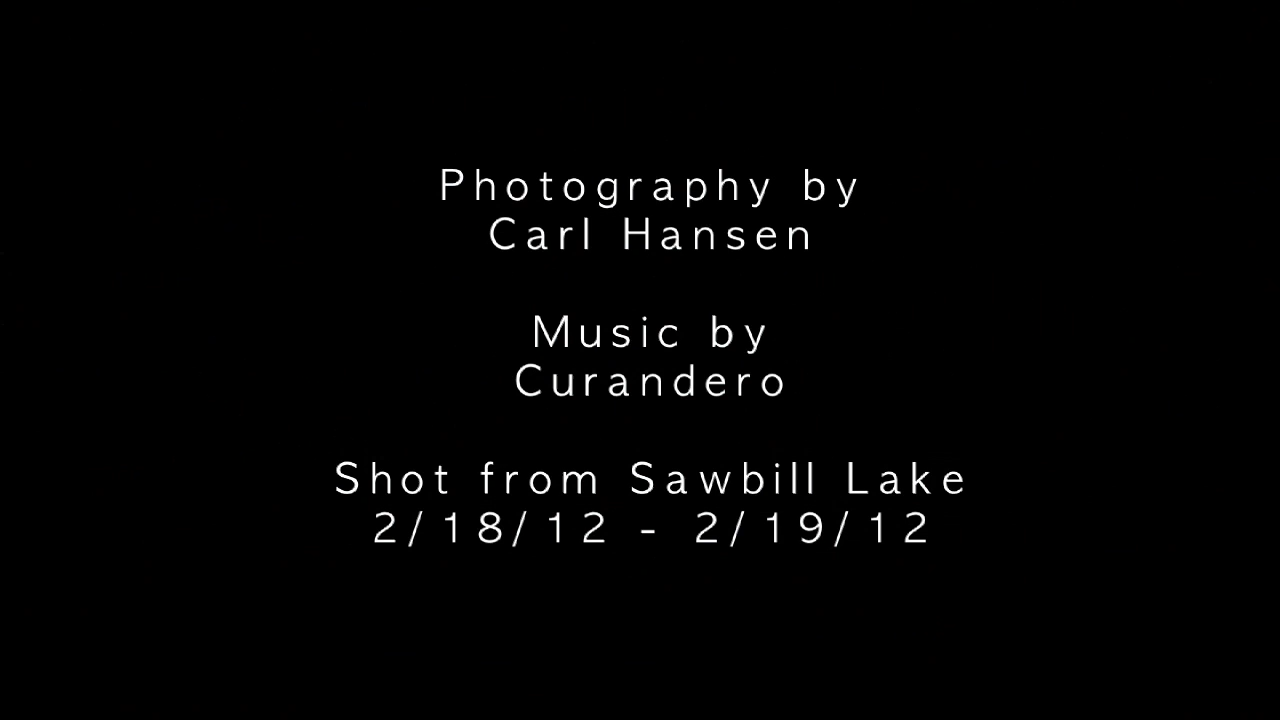 Photography by
Carl Hansen
Music by
Curandero
Shot from Sawbill Lake
2/18/12 - 2/19/12